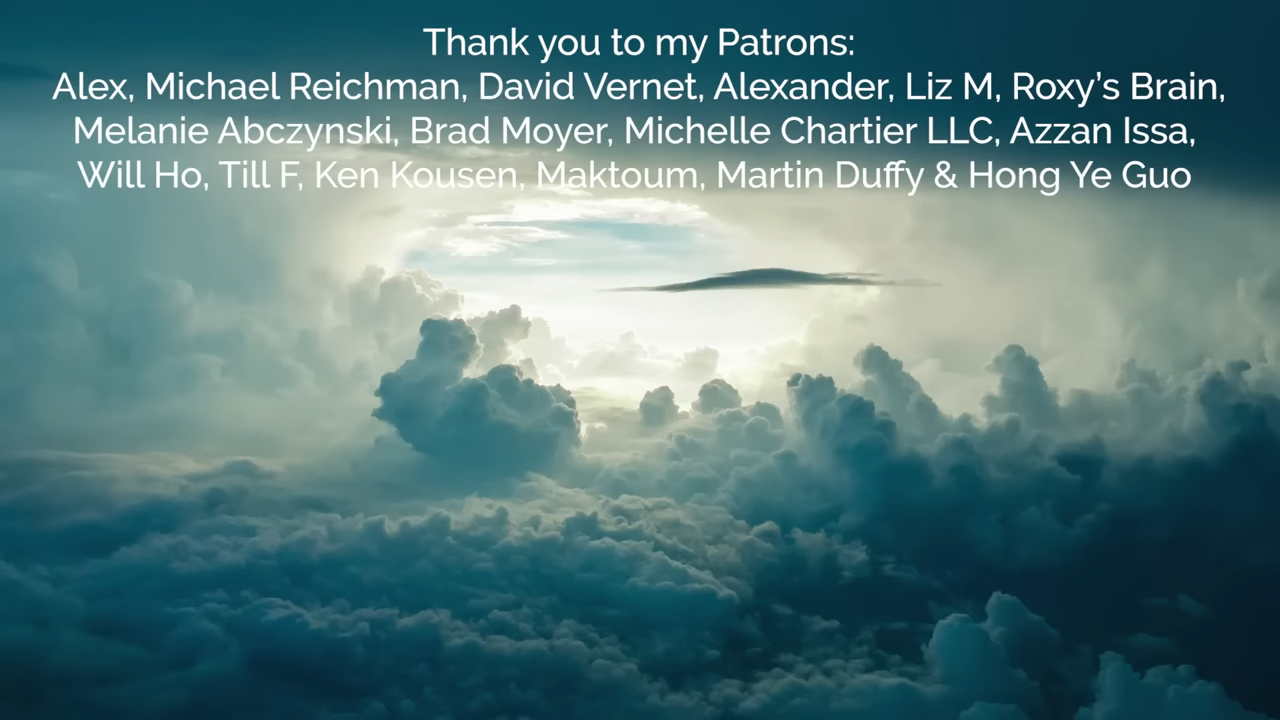 Thank you to my Patrons:
Alex, Michael Reichman, David Vernet, Alexander, Liz M, Roxy’s Brain,
Melanie Abczynski, Brad Moyer, Michelle Chartier LLC, Azzan Issa,
Will Ho, Till F, Ken Kousen, Maktoum, Martin Duffy & Hong Ye Guo